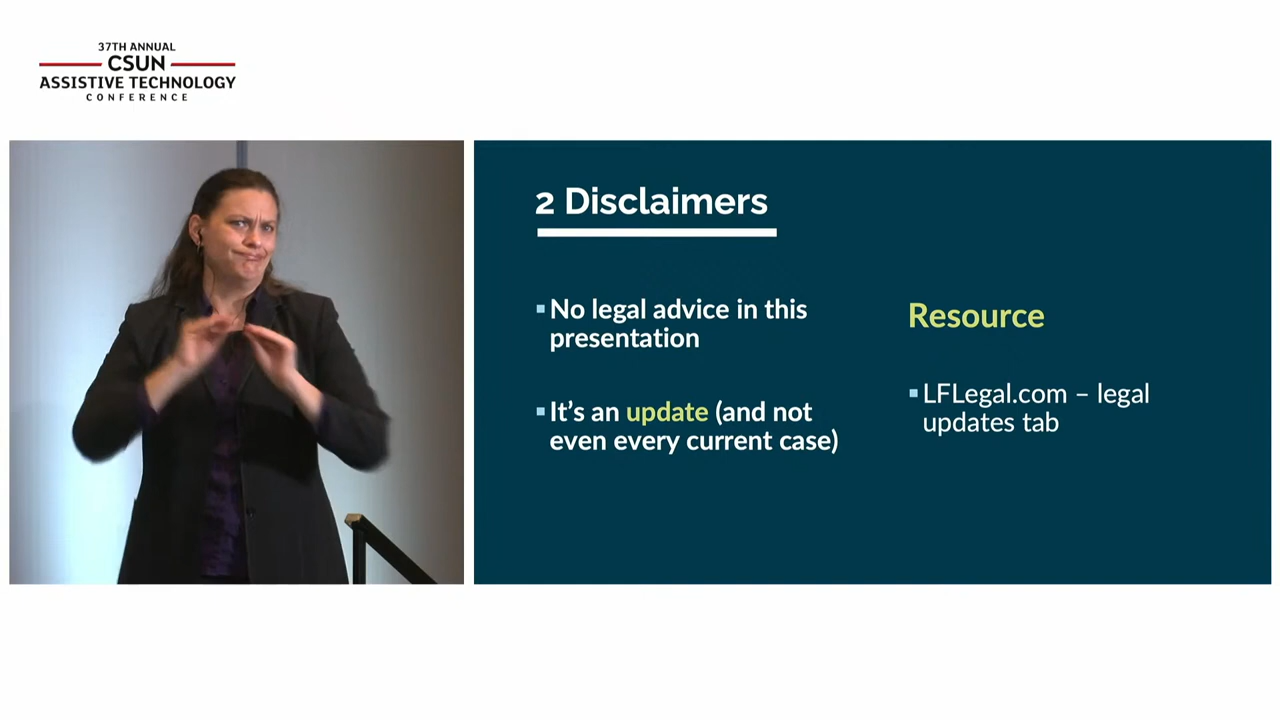 37TH ANNUAL
CSUN
ASSISTIVE TECHNOLOGY
CONFERENCE
2 Disclaimers
▪No legal advice in this
presentation
▪It’s an update (and not
even every current case)
Resource
▪LFLegal.com – legal
updates tab